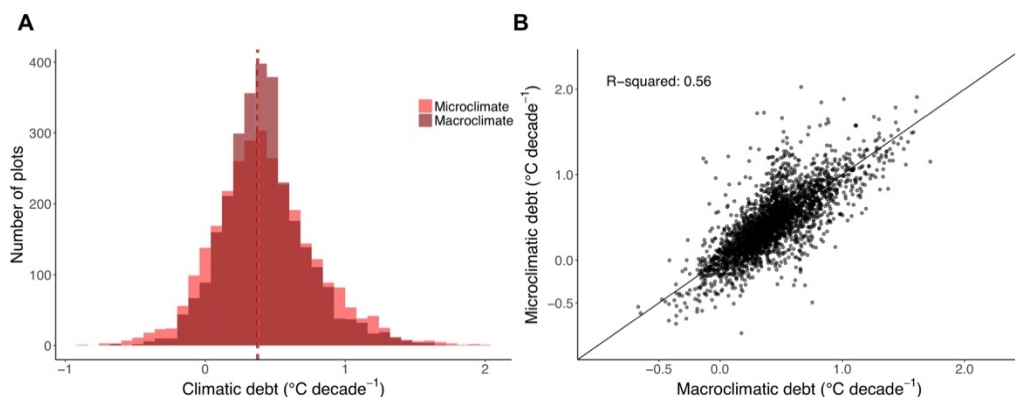 A
Number of plots
400
300
200
100
0
−1
0
1
2
Climatic debt (°C decade⁻¹)
Microclimate
Macroclimate
B
R-squared: 0.56
Microclimatic debt (°C decade⁻¹)
2.0
1.0
0.0
−0.5
−0.5
0.0
1.0
2.0
Macroclimatic debt (°C decade⁻¹)